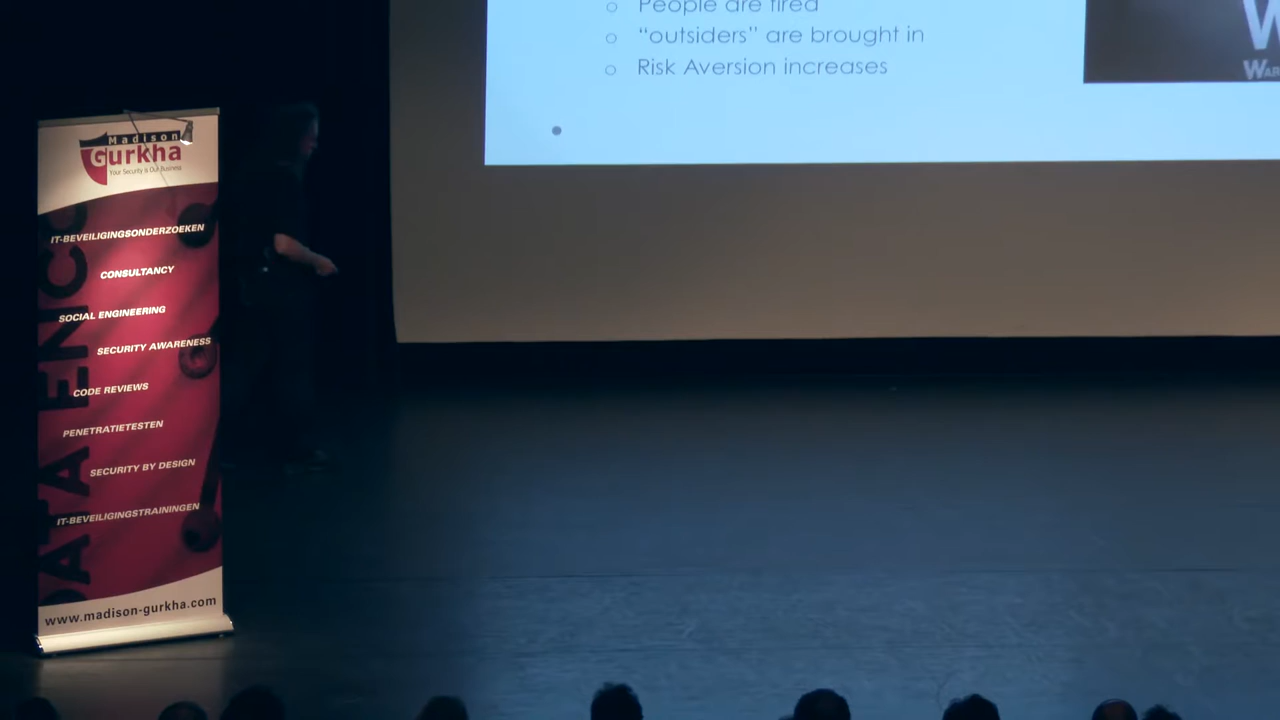 People are fired
“outsiders” are brought in
Risk Aversion increases
W
Madison
Gurkha
Your Security is Our Business
IT-BEVEILIGINGSONDERZOEKEN
CONSULTANCY
SOCIAL ENGINEERING
SECURITY AWARENESS
CODE REVIEWS
PENETRATIETESTEN
SECURITY BY DESIGN
IT-BEVEILIGINGSTRAININGEN
www.madison-gurkha.com